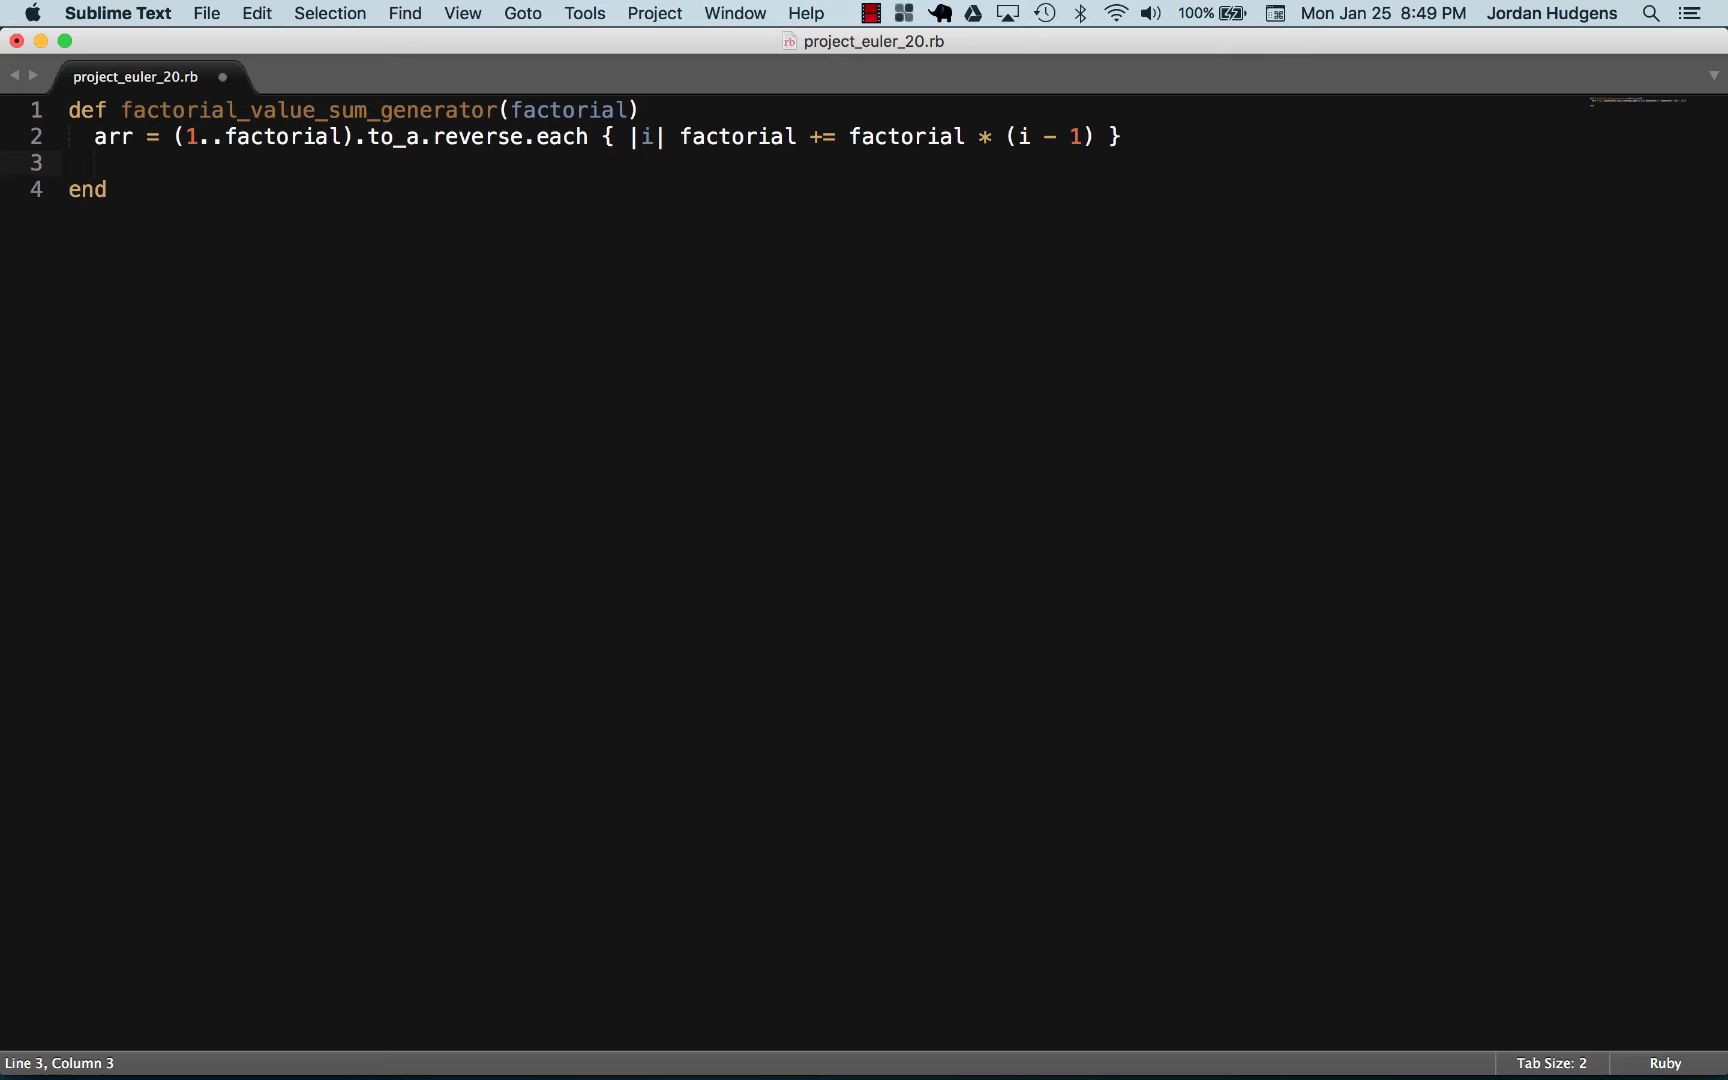 Sublime Text File Edit Selection Find View Goto Tools Project Window Help 100% Mon Jan 25 8:49 PM Jordan Hudgens
rb project_euler_20.rb
project_euler_20.rb
1 def factorial_value_sum_generator(factorial)
2 arr = (1..factorial).to_a.reverse.each { |i| factorial += factorial * (i - 1) }
3
4 end
Line 3, Column 3 Tab Size: 2 Ruby